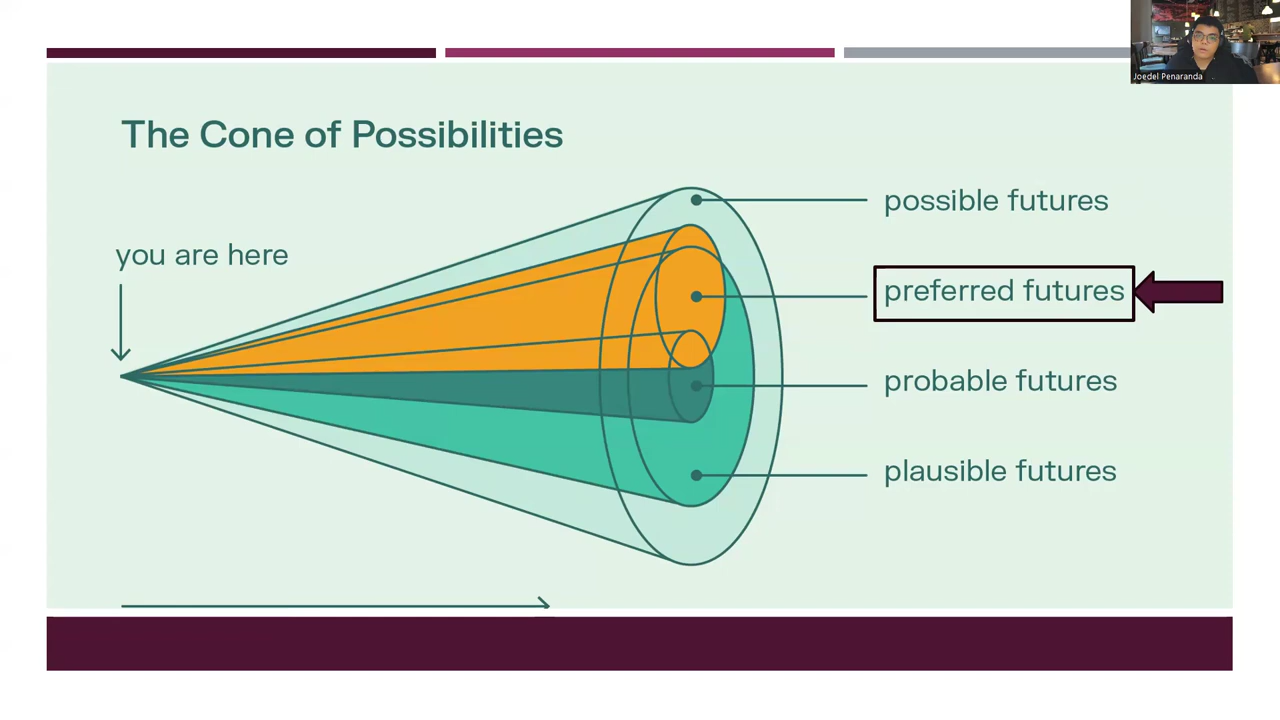 The Cone of Possibilities
you are here
possible futures
preferred futures
probable futures
plausible futures
Joedel Penaranda